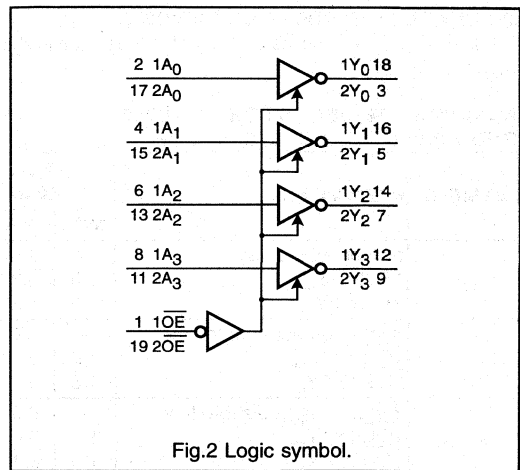 2 1A₀ 1Y₀ 18
17 2A₀ 2Y₀ 3
4 1A₁ 1Y₁ 16
15 2A₁ 2Y₁ 5
6 1A₂ 1Y₂ 14
13 2A₂ 2Y₂ 7
8 1A₃ 1Y₃ 12
11 2A₃ 2Y₃ 9
1 1O̅E̅
19 2O̅E̅
Fig.2 Logic symbol.